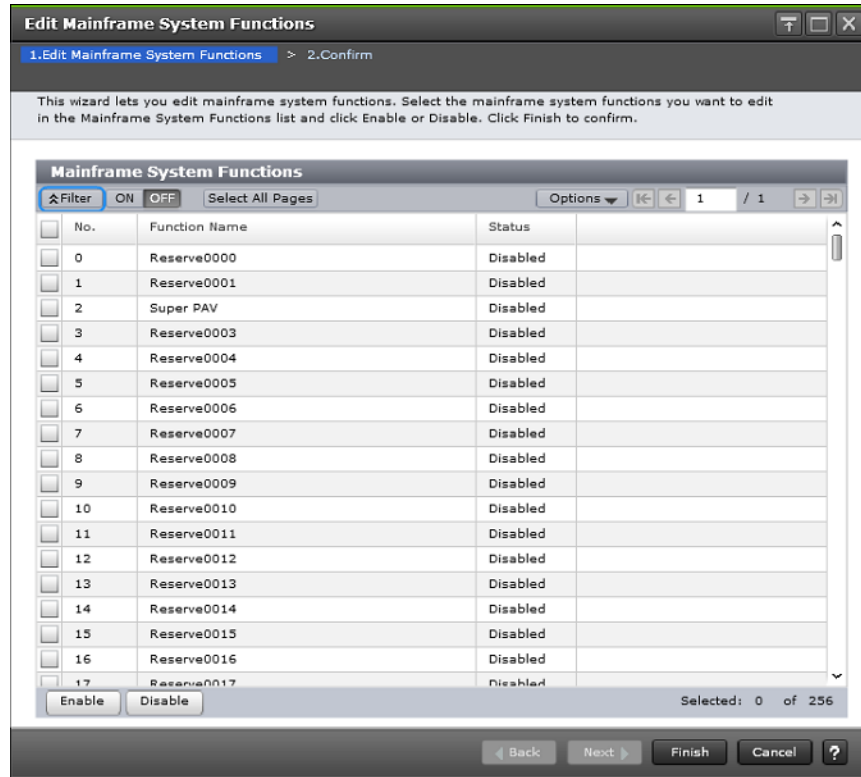 Edit Mainframe System Functions
1.Edit Mainframe System Functions > 2.Confirm
This wizard lets you edit mainframe system functions. Select the mainframe system functions you want to edit
in the Mainframe System Functions list and click Enable or Disable. Click Finish to confirm.
Mainframe System Functions
Filter ON OFF Select All Pages Options 1 / 1
No. Function Name Status
0 Reserve0000 Disabled
1 Reserve0001 Disabled
2 Super PAV Disabled
3 Reserve0003 Disabled
4 Reserve0004 Disabled
5 Reserve0005 Disabled
6 Reserve0006 Disabled
7 Reserve0007 Disabled
8 Reserve0008 Disabled
9 Reserve0009 Disabled
10 Reserve0010 Disabled
11 Reserve0011 Disabled
12 Reserve0012 Disabled
13 Reserve0013 Disabled
14 Reserve0014 Disabled
15 Reserve0015 Disabled
16 Reserve0016 Disabled
17 Reserve0017 Disabled
Enable Disable Selected: 0 of 256
Back Next Finish Cancel ?